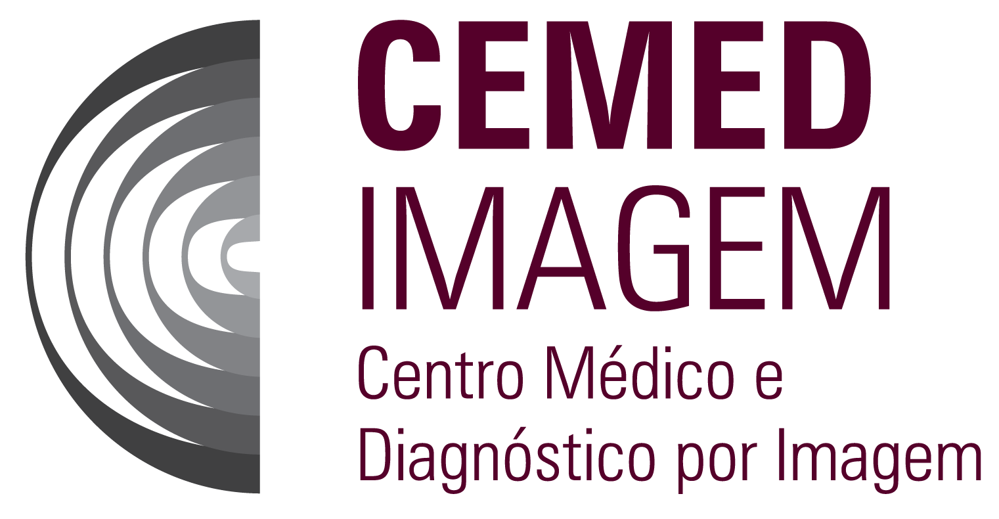 CEMED
IMAGEM
Centro Médico e
Diagnóstico por Imagem